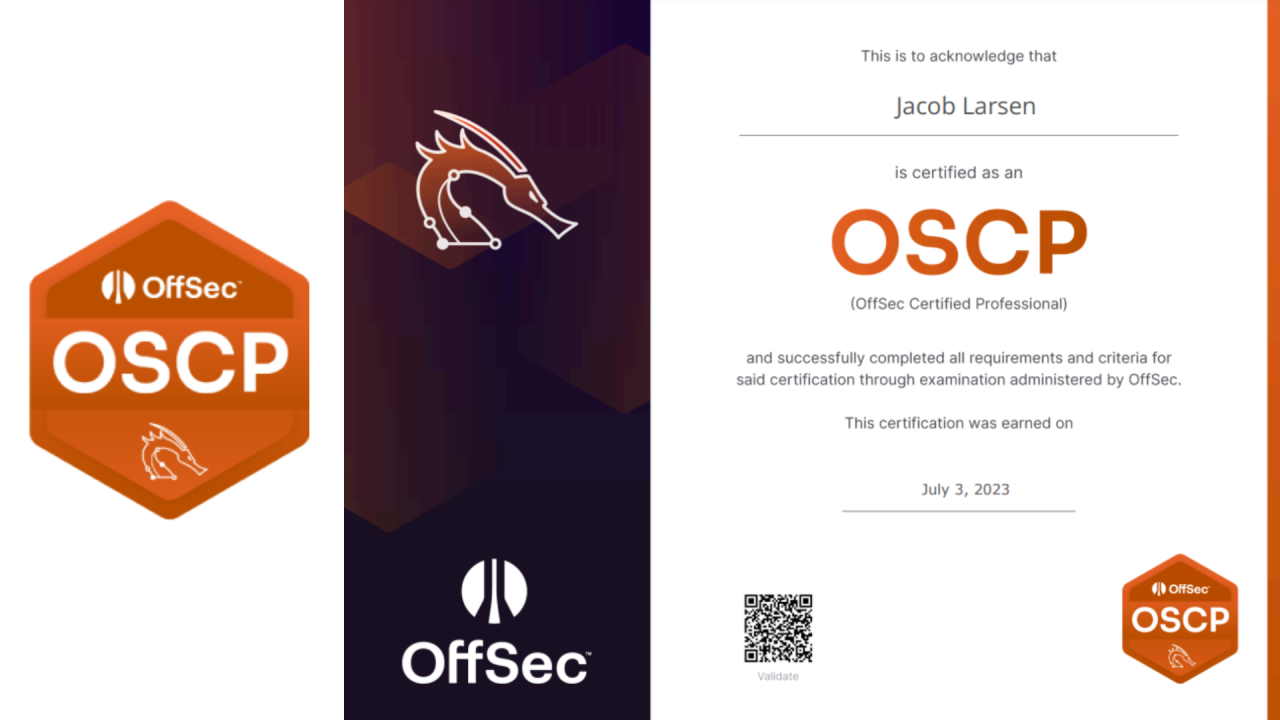 OffSec™
OSCP
OffSec™
This is to acknowledge that
Jacob Larsen
is certified as an
OSCP
(OffSec Certified Professional)
and successfully completed all requirements and criteria for
said certification through examination administered by OffSec.
This certification was earned on
July 3, 2023
Validate
OffSec
OSCP